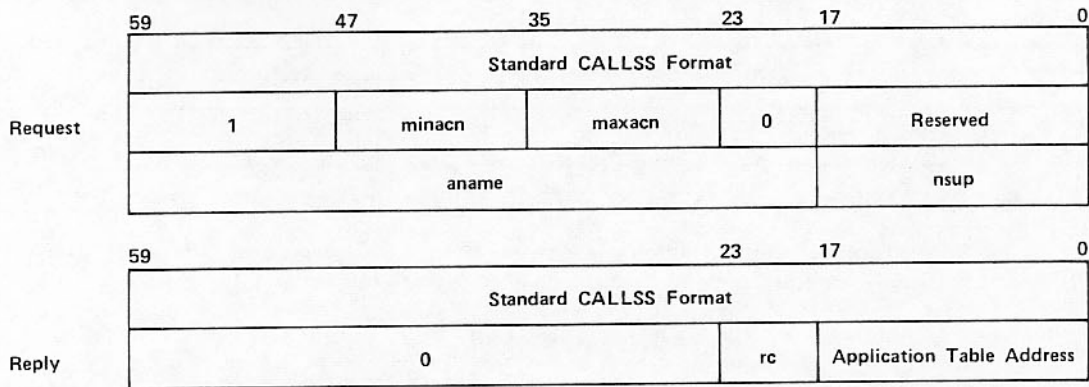 59 47 35 23 17 0
Standard CALLSS Format
Request 1 minacn maxacn 0 Reserved
aname nsup
59 23 17 0
Standard CALLSS Format
Reply 0 rc Application Table Address